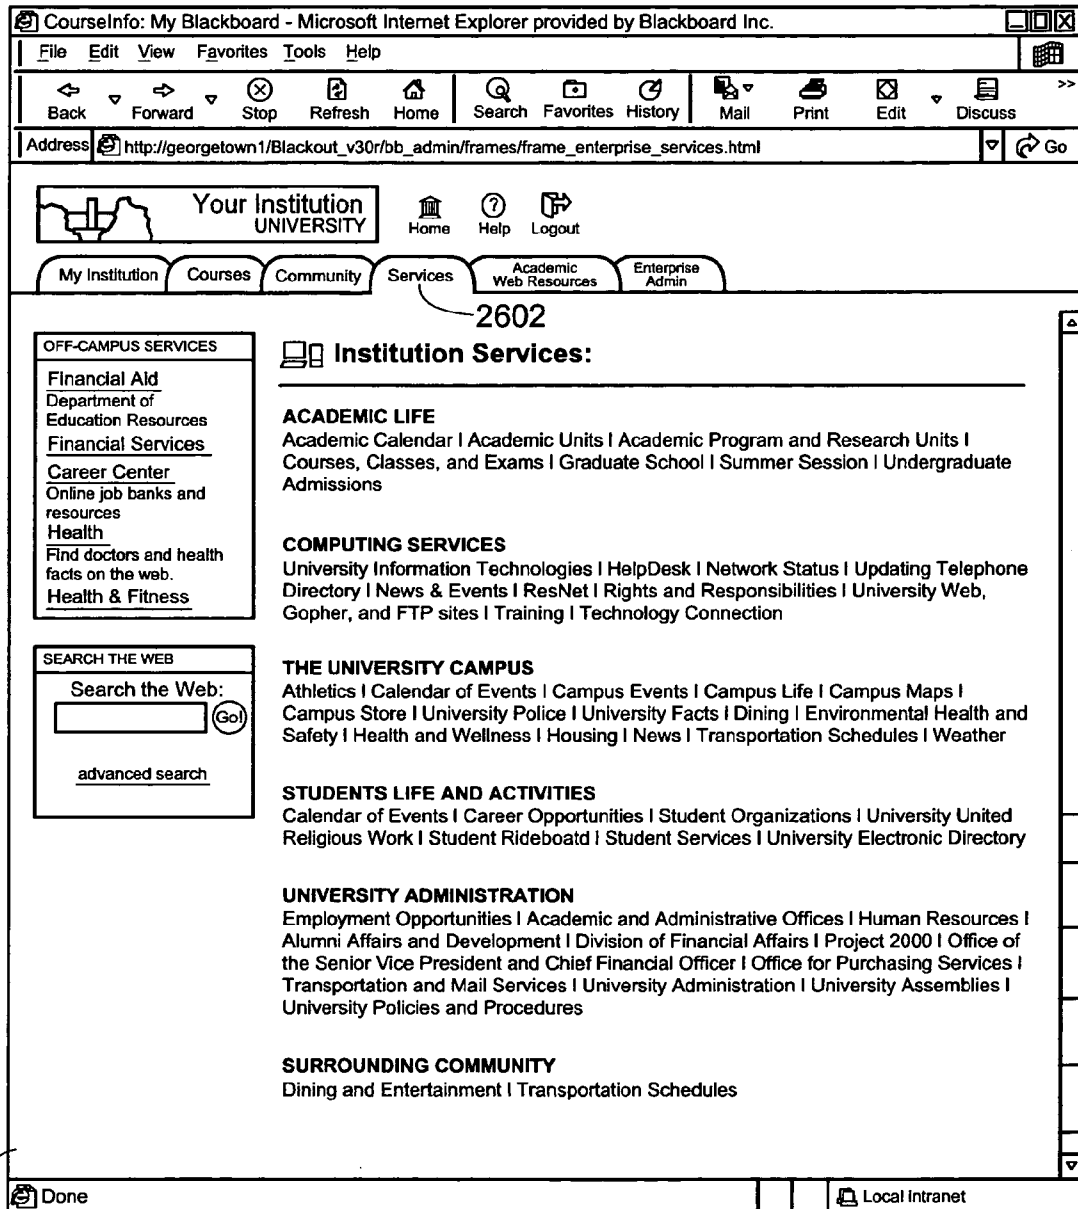 CourseInfo: My Blackboard - Microsoft Internet Explorer provided by Blackboard Inc.
File Edit View Favorites Tools Help
Back Forward Stop Refresh Home Search Favorites History Mail Print Edit Discuss >>
Address http://georgetown1/Blackout_v30r/bb_admin/frames/frame_enterprise_services.html Go
Your Institution
UNIVERSITY
Home Help Logout
My Institution Courses Community Services Academic Web Resources Enterprise Admin
2602
OFF-CAMPUS SERVICES
Financial Aid
Department of
Education Resources
Financial Services
Career Center
Online job banks and
resources
Health
Find doctors and health
facts on the web.
Health & Fitness
SEARCH THE WEB
Search the Web:
Go!
advanced search
Institution Services:
ACADEMIC LIFE
Academic Calendar I Academic Units I Academic Program and Research Units I
Courses, Classes, and Exams I Graduate School I Summer Session I Undergraduate
Admissions
COMPUTING SERVICES
University Information Technologies I HelpDesk I Network Status I Updating Telephone
Directory I News & Events I ResNet I Rights and Responsibilities I University Web,
Gopher, and FTP sites I Training I Technology Connection
THE UNIVERSITY CAMPUS
Athletics I Calendar of Events I Campus Events I Campus Life I Campus Maps I
Campus Store I University Police I University Facts I Dining I Environmental Health and
Safety I Health and Wellness I Housing I News I Transportation Schedules I Weather
STUDENTS LIFE AND ACTIVITIES
Calendar of Events I Career Opportunities I Student Organizations I University United
Religious Work I Student Rideboatd I Student Services I University Electronic Directory
UNIVERSITY ADMINISTRATION
Employment Opportunities I Academic and Administrative Offices I Human Resources I
Alumni Affairs and Development I Division of Financial Affairs I Project 2000 I Office of
the Senior Vice President and Chief Financial Officer I Office for Purchasing Services I
Transportation and Mail Services I University Administration I University Assemblies I
University Policies and Procedures
SURROUNDING COMMUNITY
Dining and Entertainment I Transportation Schedules
Done Local intranet